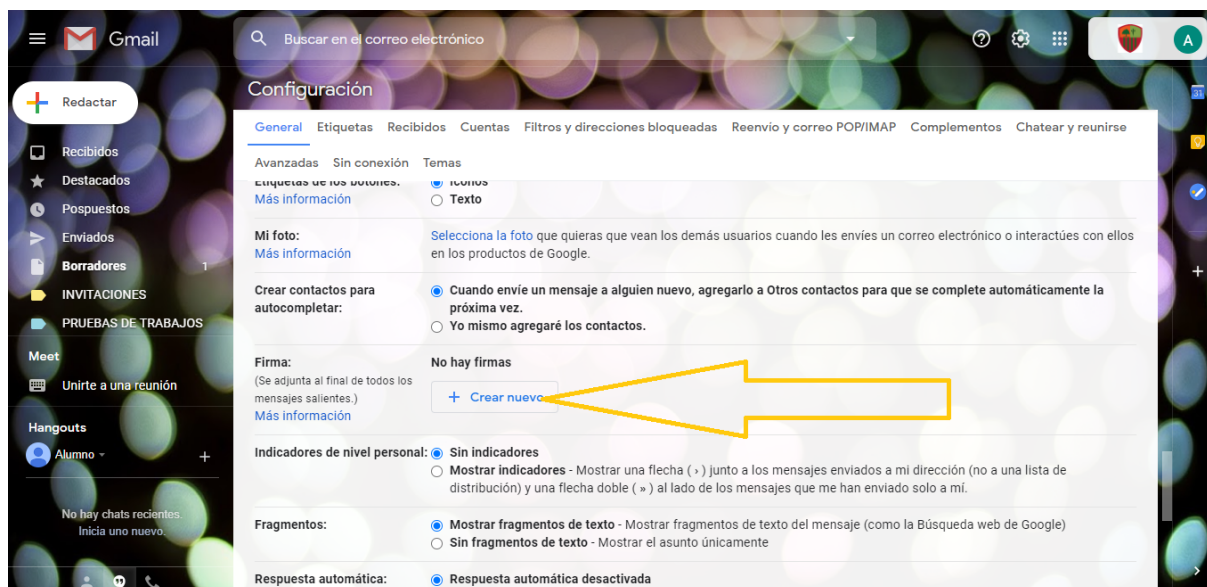 Gmail
Buscar en el correo electrónico
A
Redactar
Recibidos
Destacados
Pospuestos
Enviados
Borradores 1
INVITACIONES
PRUEBAS DE TRABAJOS
Meet
Unirte a una reunión
Hangouts
Alumno
No hay chats recientes.
Inicia uno nuevo.
Configuración
General Etiquetas Recibidos Cuentas Filtros y direcciones bloqueadas Reenvío y correo POP/IMAP Complementos Chatear y reunirse
Avanzadas Sin conexión Temas
Etiquetas de los botones: Iconos
Más información Texto
Mi foto: Selecciona la foto que quieras que vean los demás usuarios cuando les envíes un correo electrónico o interactúes con ellos
Más información en los productos de Google.
Crear contactos para Cuando envíe un mensaje a alguien nuevo, agregarlo a Otros contactos para que se complete automáticamente la
autocompletar: próxima vez.
Yo mismo agregaré los contactos.
Firma: No hay firmas
(Se adjunta al final de todos los
mensajes salientes.) + Crear nuevo
Más información
Indicadores de nivel personal: Sin indicadores
Mostrar indicadores - Mostrar una flecha ( › ) junto a los mensajes enviados a mi dirección (no a una lista de
distribución) y una flecha doble ( » ) al lado de los mensajes que me han enviado solo a mí.
Fragmentos: Mostrar fragmentos de texto - Mostrar fragmentos de texto del mensaje (como la Búsqueda web de Google)
Sin fragmentos de texto - Mostrar el asunto únicamente
Respuesta automática: Respuesta automática desactivada
31